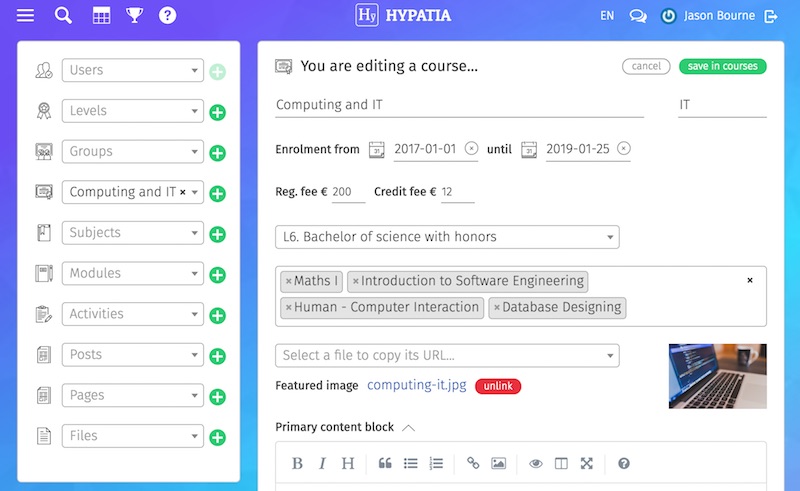 Hy HYPATIA
EN Jason Bourne
Users
Levels
Groups
Computing and IT ×
Subjects
Modules
Activities
Posts
Pages
Files
You are editing a course... cancel save in courses
Computing and IT IT
Enrolment from 31 2017-01-01 until 31 2019-01-25
Reg. fee € 200 Credit fee € 12
L6. Bachelor of science with honors
×Maths I ×Introduction to Software Engineering ×
×Human - Computer Interaction ×Database Designing
Select a file to copy its URL...
Featured image computing-it.jpg unlink
Primary content block
B I H